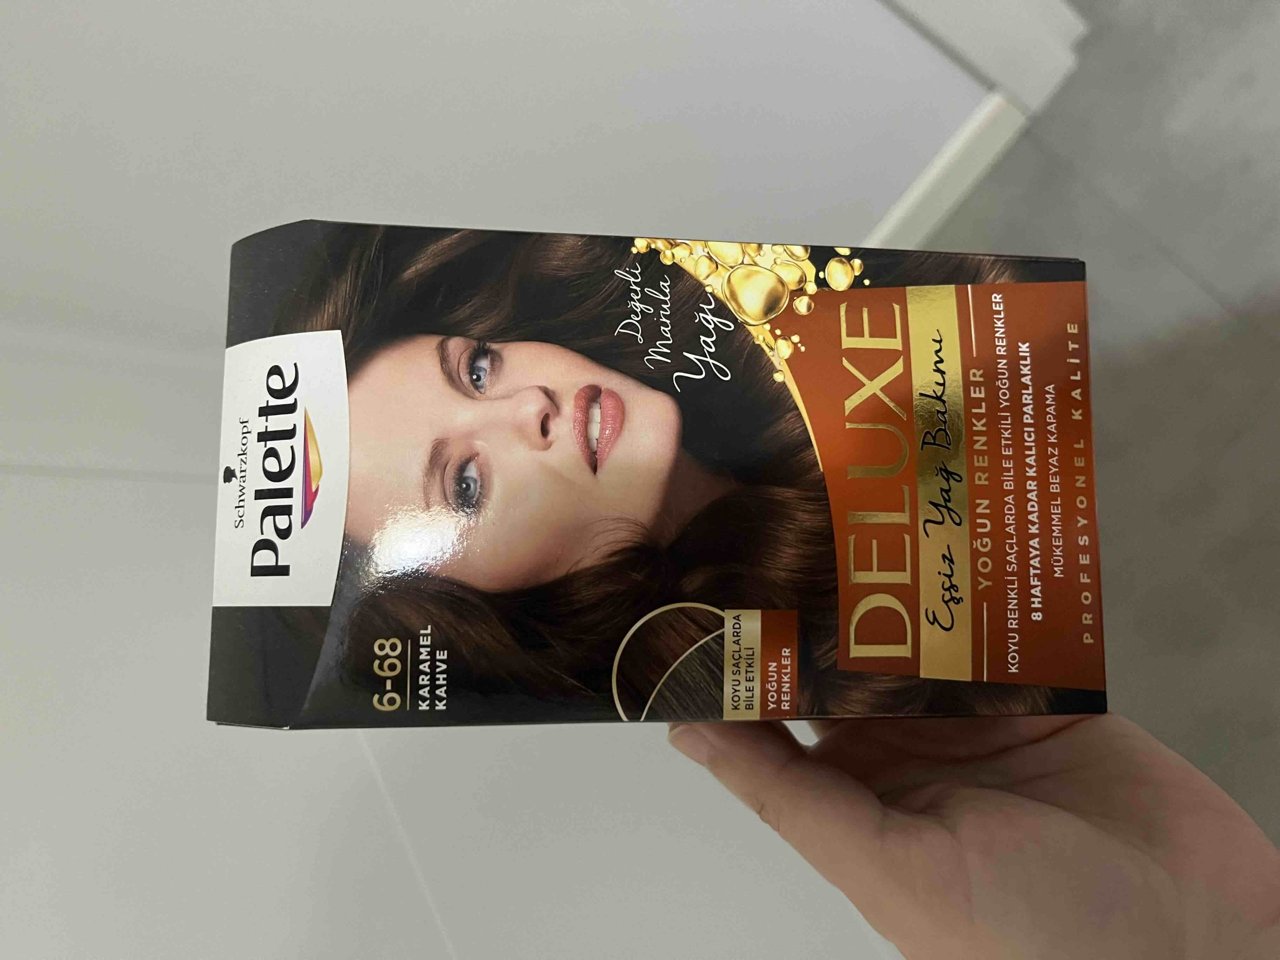 Schwarzkopf
Palette
6-68
KARAMEL
KAHVE
Değerli
Marula
Yağı
KOYU SAÇLARDA
BİLE ETKİLİ
YOĞUN
RENKLER
DELUXE
Eşsiz Yağ Bakımı
YOĞUN RENKLER
KOYU RENKLİ SAÇLARDA BİLE ETKİLİ YOĞUN RENKLER
8 HAFTAYA KADAR KALICI PARLAKLIK
MÜKEMMEL BEYAZ KAPAMA
PROFESYONEL KALİTE